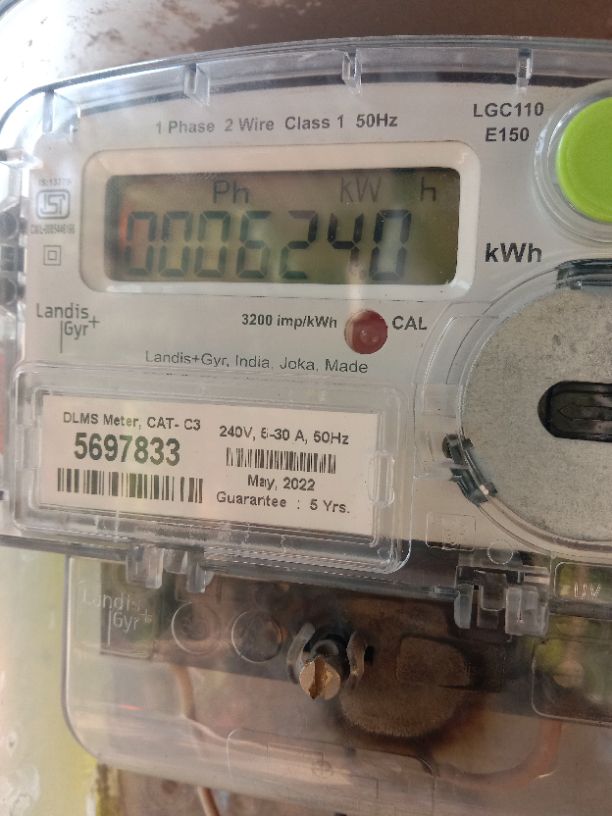 LGC110
E150
1 Phase 2 Wire Class 1 50Hz
Ph kW h
0006240
kWh
Landis
Gyr+
3200 imp/kWh CAL
Landis+Gyr, India, Joka, Made
DLMS Meter, CAT- C3
5697833
240V, 5-30 A, 50Hz
May, 2022
Guarantee : 5 Yrs.
Landis+
Gyr
UV